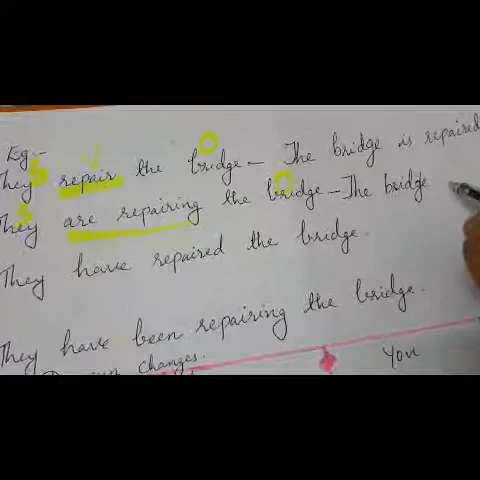 Eg:-
They repair the bridge - The bridge is repaired
S V O
They are repairing the bridge - The bridge
S O
They have repaired the bridge.
They have been repairing the bridge.
changes.
You